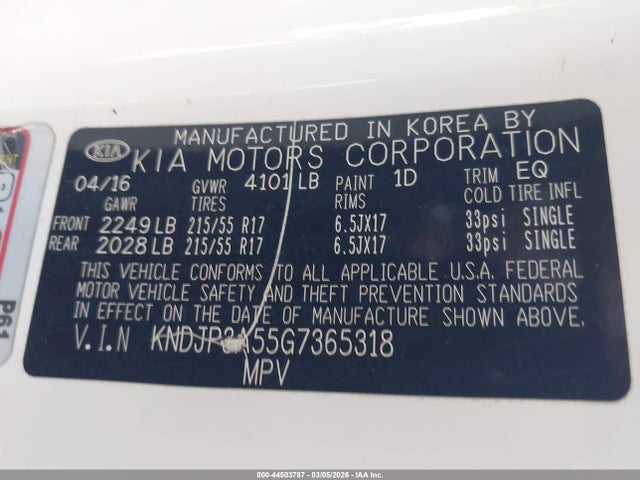 MANUFACTURED IN KOREA BY
KIA KIA MOTORS CORPORATION
04/16 GVWR 4101 LB PAINT 1D TRIM EQ
GAWR TIRES RIMS COLD TIRE INFL
FRONT 2249 LB 215/55 R17 6.5JX17 33psi SINGLE
REAR 2028 LB 215/55 R17 6.5JX17 33psi SINGLE
THIS VEHICLE CONFORMS TO ALL APPLICABLE U.S.A. FEDERAL
MOTOR VEHICLE SAFETY AND THEFT PREVENTION STANDARDS
IN EFFECT ON THE DATE OF MANUFACTURE SHOWN ABOVE.
V.I.N
MPV
P61
000-44503787 - 03/05/2026 - IAA Inc.